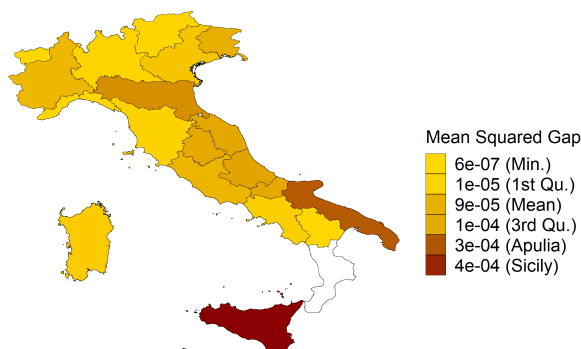 Mean Squared Gap
6e-07 (Min.)
1e-05 (1st Qu.)
9e-05 (Mean)
1e-04 (3rd Qu.)
3e-04 (Apulia)
4e-04 (Sicily)